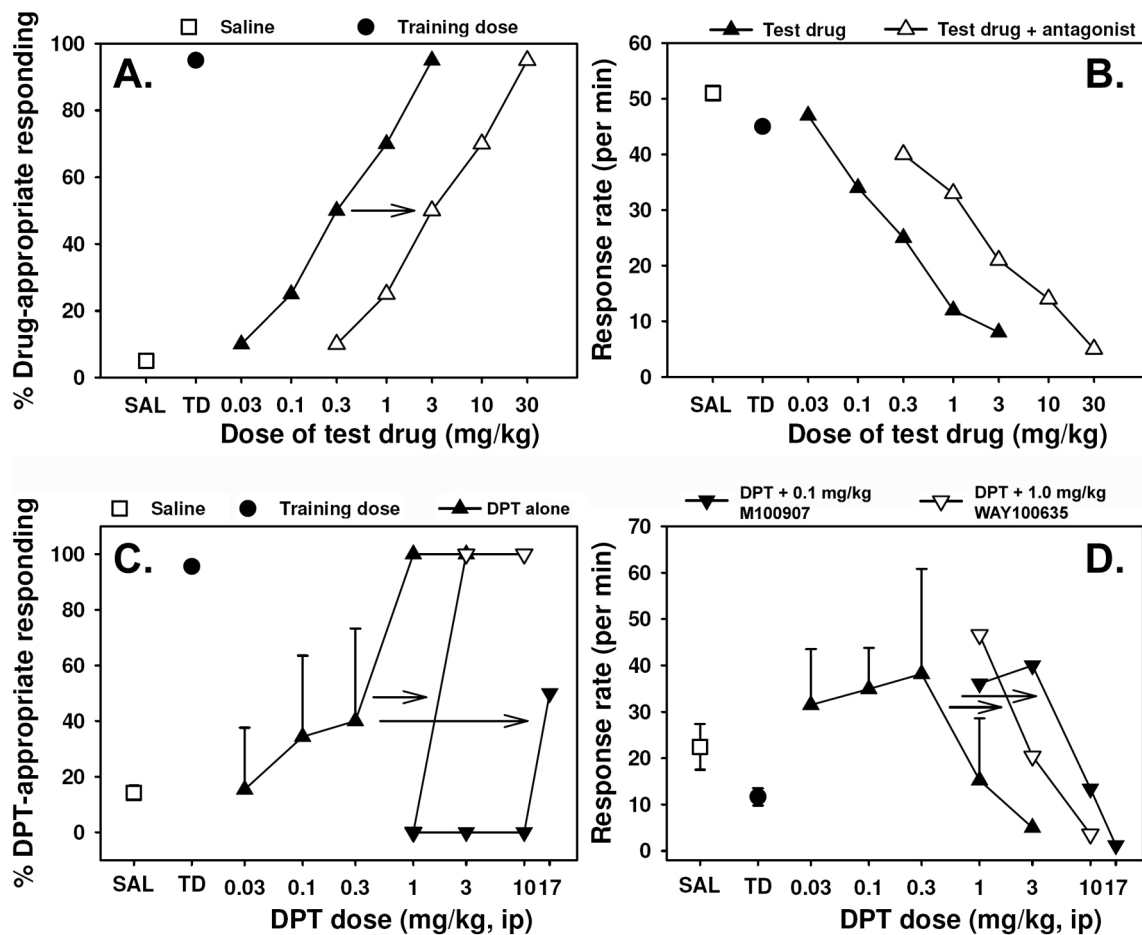 Saline Training dose
% Drug-appropriate responding
A.
100
80
60
40
20
0
SAL TD 0.03 0.1 0.3 1 3 10 30
Dose of test drug (mg/kg)
Test drug Test drug + antagonist
Response rate (per min)
B.
60
50
40
30
20
10
0
SAL TD 0.03 0.1 0.3 1 3 10 30
Dose of test drug (mg/kg)
Saline Training dose DPT alone
% DPT-appropriate responding
C.
100
80
60
40
20
0
SAL TD 0.03 0.1 0.3 1 3 10 17
DPT dose (mg/kg, ip)
DPT + 0.1 mg/kg
M100907
DPT + 1.0 mg/kg
WAY100635
Response rate (per min)
D.
70
60
50
40
30
20
10
0
SAL TD 0.03 0.1 0.3 1 3 10 17
DPT dose (mg/kg, ip)